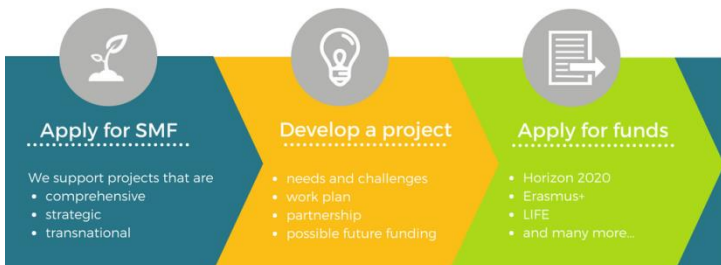 Apply for SMF
We support projects that are
• comprehensive
• strategic
• transnational
Develop a project
• needs and challenges
• work plan
• partnership
• possible future funding
Apply for funds
• Horizon 2020
• Erasmus+
• LIFE
• and many more...